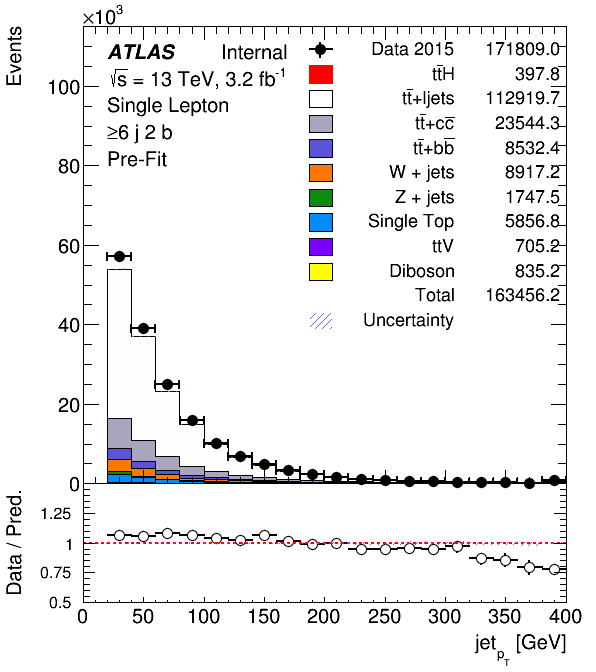 ×10³
Events
ATLAS Internal
√s = 13 TeV, 3.2 fb⁻¹
Single Lepton
≥6 j 2 b
Pre-Fit
Data 2015 171809.0
tt̄H 397.8
tt̄+ljets 112919.7
tt̄+cc̄ 23544.3
tt̄+bb̄ 8532.4
W + jets 8917.2
Z + jets 1747.5
Single Top 5856.8
ttV 705.2
Diboson 835.2
Total 163456.2
Uncertainty
100
80
60
40
20
0
Data / Pred.
1.25
1
0.75
0.5
0 50 100 150 200 250 300 350 400
jet_pT [GeV]